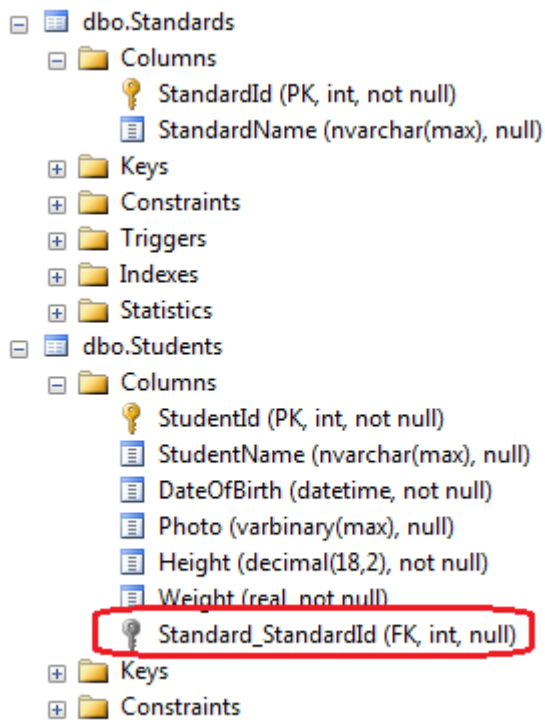 dbo.Standards
Columns
StandardId (PK, int, not null)
StandardName (nvarchar(max), null)
Keys
Constraints
Triggers
Indexes
Statistics
dbo.Students
Columns
StudentId (PK, int, not null)
StudentName (nvarchar(max), null)
DateOfBirth (datetime, not null)
Photo (varbinary(max), null)
Height (decimal(18,2), not null)
Weight (real, not null)
Standard_StandardId (FK, int, null)
Keys
Constraints